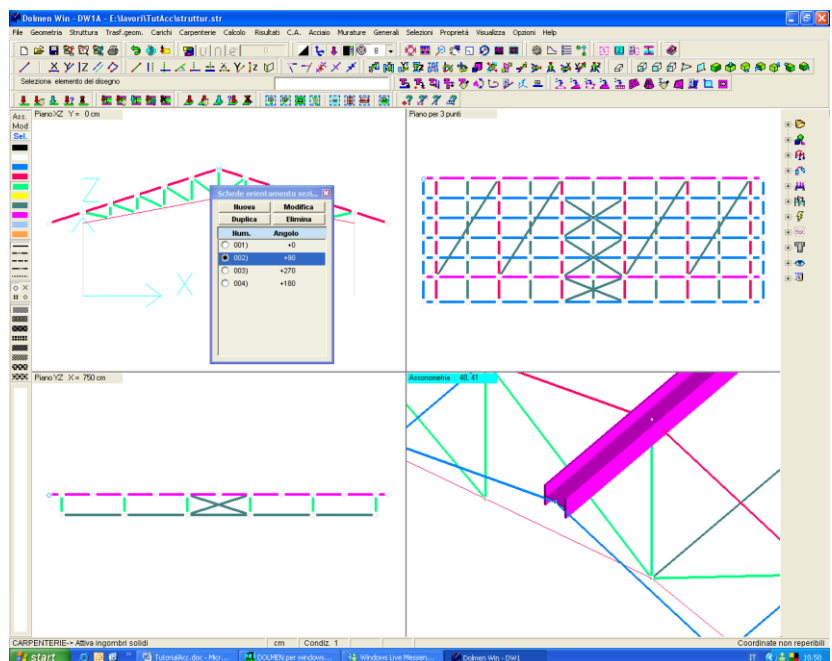 Dolmen Win - DW1A - E:\lavori\TutAcc\struttur.str
File Geometria Struttura Trasf.geom. Carichi Carpenterie Calcolo Risultati C.A. Acciaio Murature Generali Selezioni Proprietà Visualizza Opzioni Help
Seleziona elemento del disegno
Ass.
Mod
Sel.
Piano XZ Y = 0 cm
Piano per 3 punti
Z
X
Schede orientamento sezi...
Nuova Modifica
Duplica Elimina
Num. Angolo
001) +0
002) +90
003) +270
004) +180
Piano YZ X = 750 cm
Assonometria 48, 41
CARPENTERIE-> Attiva ingombri solidi cm Condiz. 1 Coordinate non reperibili
start TutorialAcc.doc - Micr... DOLMEN per windows... Windows Live Messen... Dolmen Win - DW1 IT 10.58